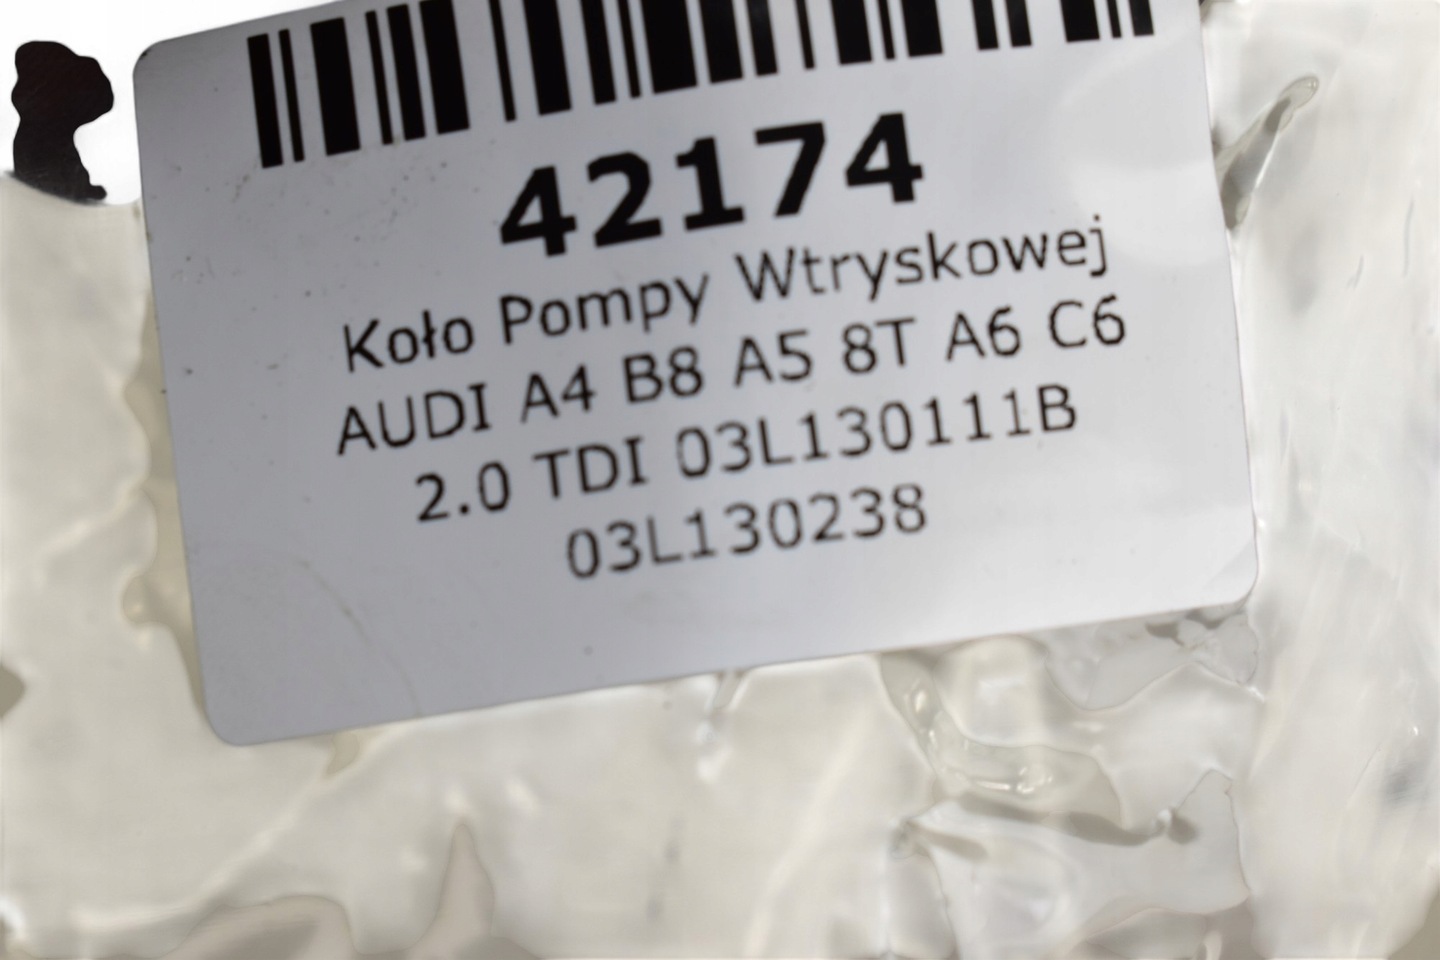 42174
Koło Pompy Wtryskowej
AUDI A4 B8 A5 8T A6 C6
2.0 TDI 03L130111B
03L130238